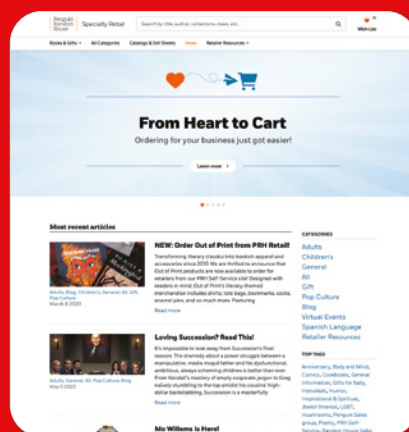 Penguin
Random
House
Specialty Retail
Search by title, author, collections, news, etc.
Wish List
Books & Gifts
All Categories
Catalogs & Sell Sheets
News
Retailer Resources
From Heart to Cart
Ordering for your business just got easier!
Learn more
Most recent articles
NEW: Order Out of Print from PRH Retail!
Transforming literary classics into bookish apparel and
accessories since 2010 We are thrilled to announce that
Out of Print products are now available to order for
retailers from our PRH Self-Service site! Designed with
readers in mind, Out of Print's literary-themed
merchandise includes shirts, tote bags, bookmarks, socks,
enamel pins, and so much more. Featuring
Read more
Adults, Blog, Children's, General, All, Gift,
Pop Culture
March 8 2023
Loving Succession? Read This!
It's impossible to look away from Succession's final
season. The dramatically about a power struggle between a
manipulative, media mogul father and his dysfunctional,
ambitious, always scheming children is better than ever.
From Kendall's mastery of empty corporate jargon to Greg
naively stumbling to the top amidst his cousins' high-
dollar backstabbing, Succession is a masterfully
Read more
Adults, General, All, Pop Culture, Blog
May 5 2023
Mo Willems is Here!
CATEGORIES
Adults
Children's
General
All
Gift
Pop Culture
Blog
Virtual Events
Spanish Language
Retailer Resources
TOP TAGS
Anniversary, Body and Mind,
Comics, Cookbooks, General
Information, Gifts for Baby,
Hanukkah, Humor,
Inspirational & Spiritual,
Jewish Interest, LGBT,
mushrooms, Penguin Sales
group, Poetry, PRH Self-
Service, Random House Sales